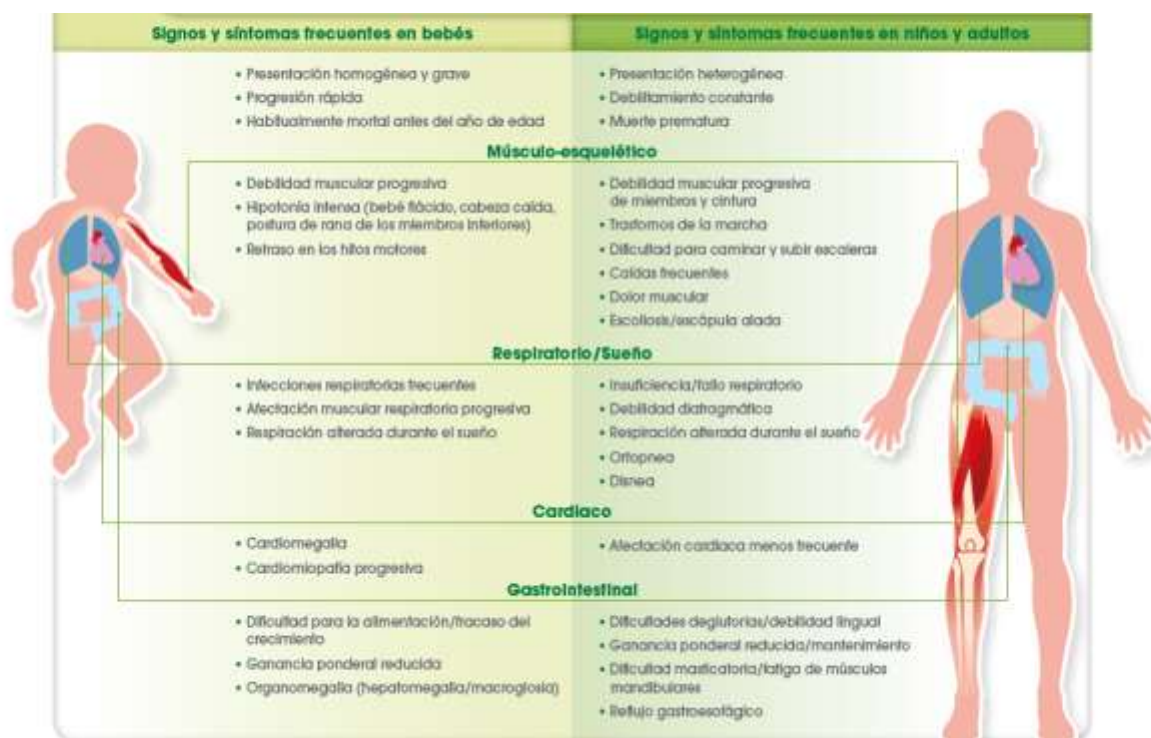 Signos y síntomas frecuentes en bebés
Signos y síntomas frecuentes en niños y adultos
• Presentación homogénea y grave
• Progresión rápida
• Habitualmente mortal antes del año de edad
• Presentación heterogénea
• Debilitamiento constante
• Muerte prematura
Músculo-esquelético
• Debilidad muscular progresiva
• Hipotonía intensa (bebé flácido, cabeza caída,
postura de rana de los miembros inferiores)
• Retraso en los hitos motores
• Debilidad muscular progresiva
de miembros y cintura
• Trastornos de la marcha
• Dificultad para caminar y subir escaleras
• Caídas frecuentes
• Dolor muscular
• Escoliosis/escápula alada
Respiratorio/Sueño
• Infecciones respiratorias frecuentes
• Afectación muscular respiratoria progresiva
• Respiración alterada durante el sueño
• Insuficiencia/fallo respiratorio
• Debilidad diafragmática
• Respiración alterada durante el sueño
• Ortopnea
• Disnea
Cardiaco
• Cardiomegalia
• Cardiomiopatía progresiva
• Afectación cardiaca menos frecuente
Gastrointestinal
• Dificultad para la alimentación/fracaso del
crecimiento
• Ganancia ponderal reducida
• Organomegalia (hepatomegalia/macroglosia)
• Dificultades deglutorias/debilidad lingual
• Ganancia ponderal reducida/mantenimiento
• Dificultad masticatoria/fatiga de músculos
mandibulares
• Reflujo gastroesofágico